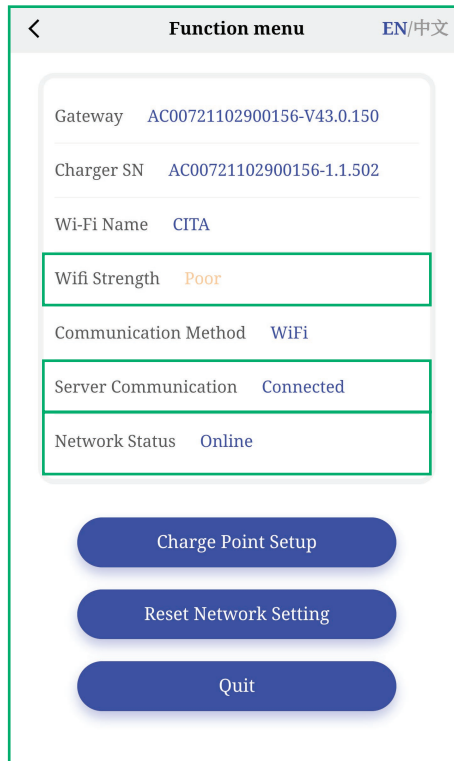 Function menu EN/中文
Gateway AC00721102900156-V43.0.150
Charger SN AC00721102900156-1.1.502
Wi-Fi Name CITA
Wifi Strength Poor
Communication Method WiFi
Server Communication Connected
Network Status Online
Charge Point Setup
Reset Network Setting
Quit